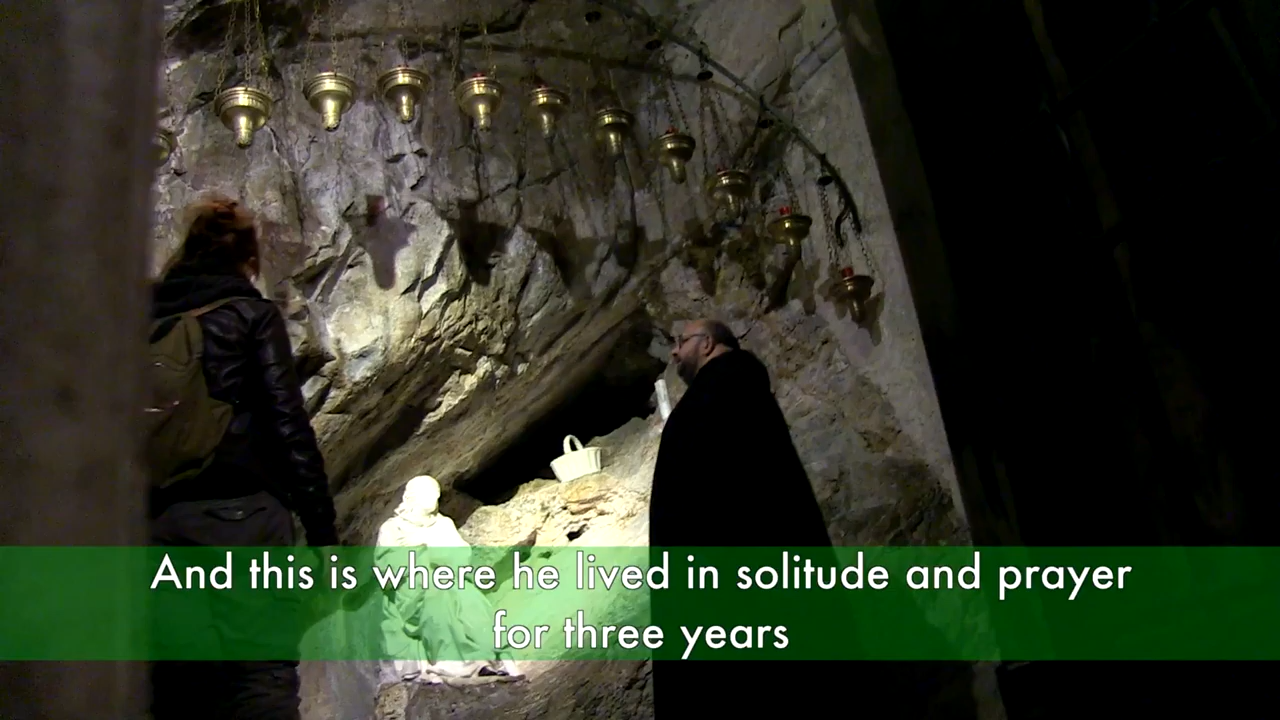 And this is where he lived in solitude and prayer
for three years